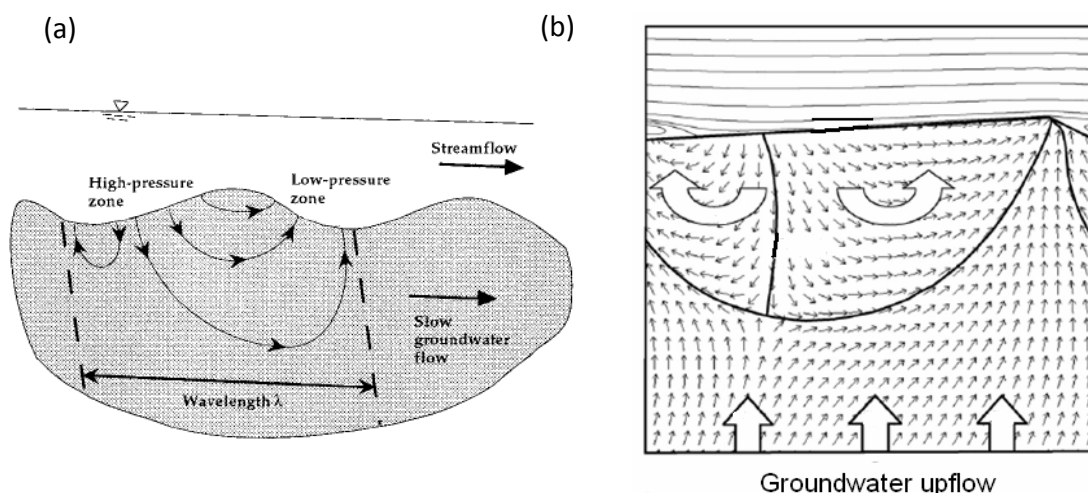 (a)
(b)
Streamflow
High-pressure
zone
Low-pressure
zone
Slow
groundwater
flow
Wavelength λ
Groundwater upflow